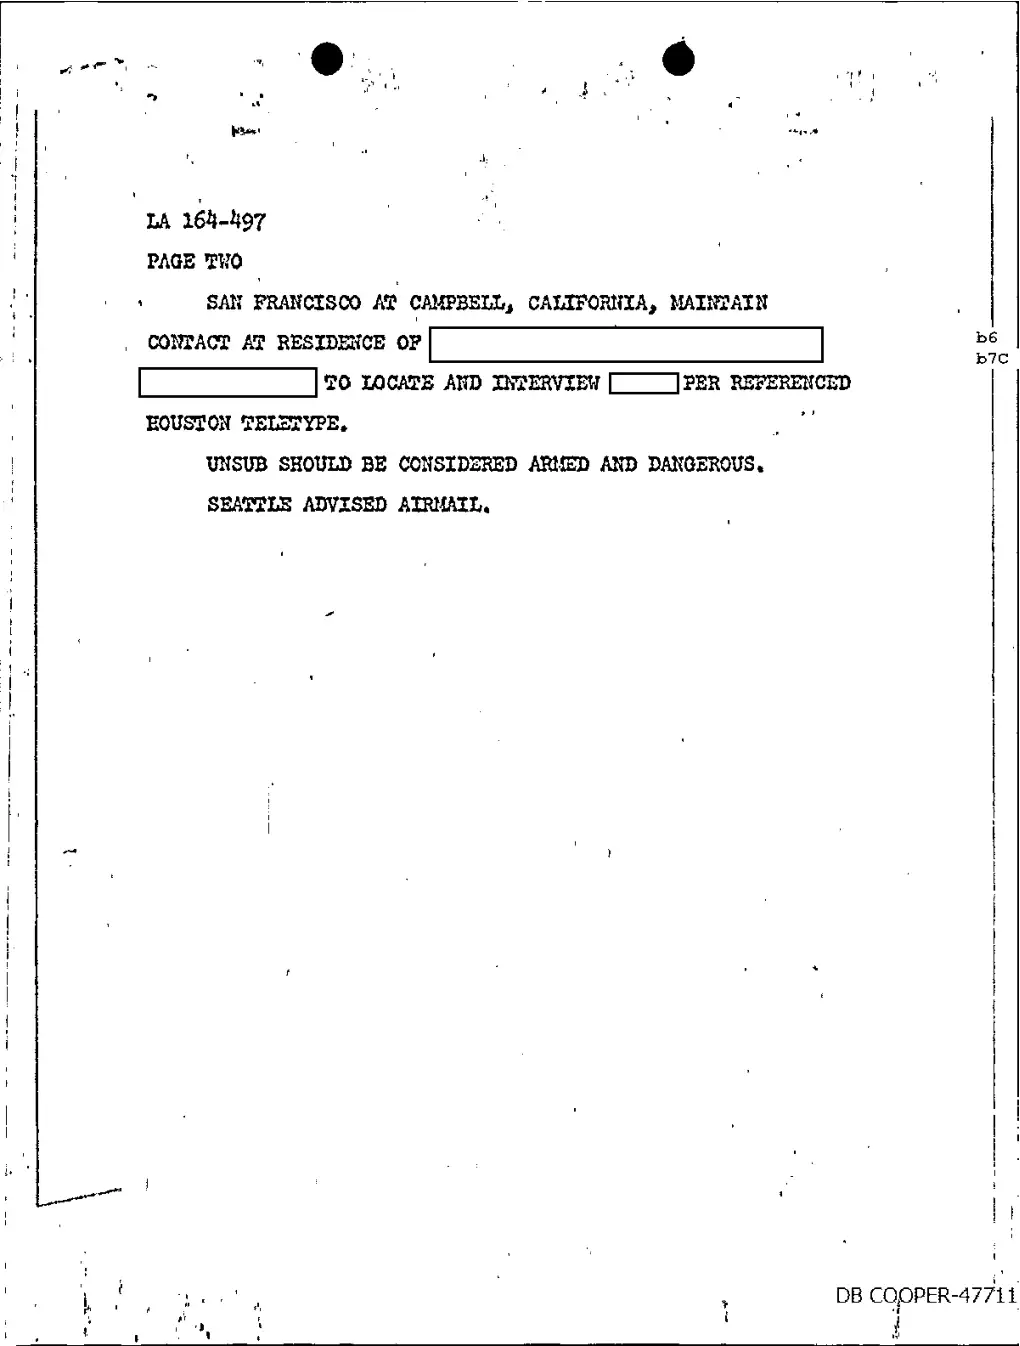 LA 164-497
PAGE TWO
SAN FRANCISCO AT CAMPBELL, CALIFORNIA, MAINTAIN
CONTACT AT RESIDENCE OF
b6
b7C
TO LOCATE AND INTERVIEW PER REFERENCED
HOUSTON TELETYPE.
UNSUB SHOULD BE CONSIDERED ARMED AND DANGEROUS.
SEATTLE ADVISED AIRMAIL.
DB COOPER-47711